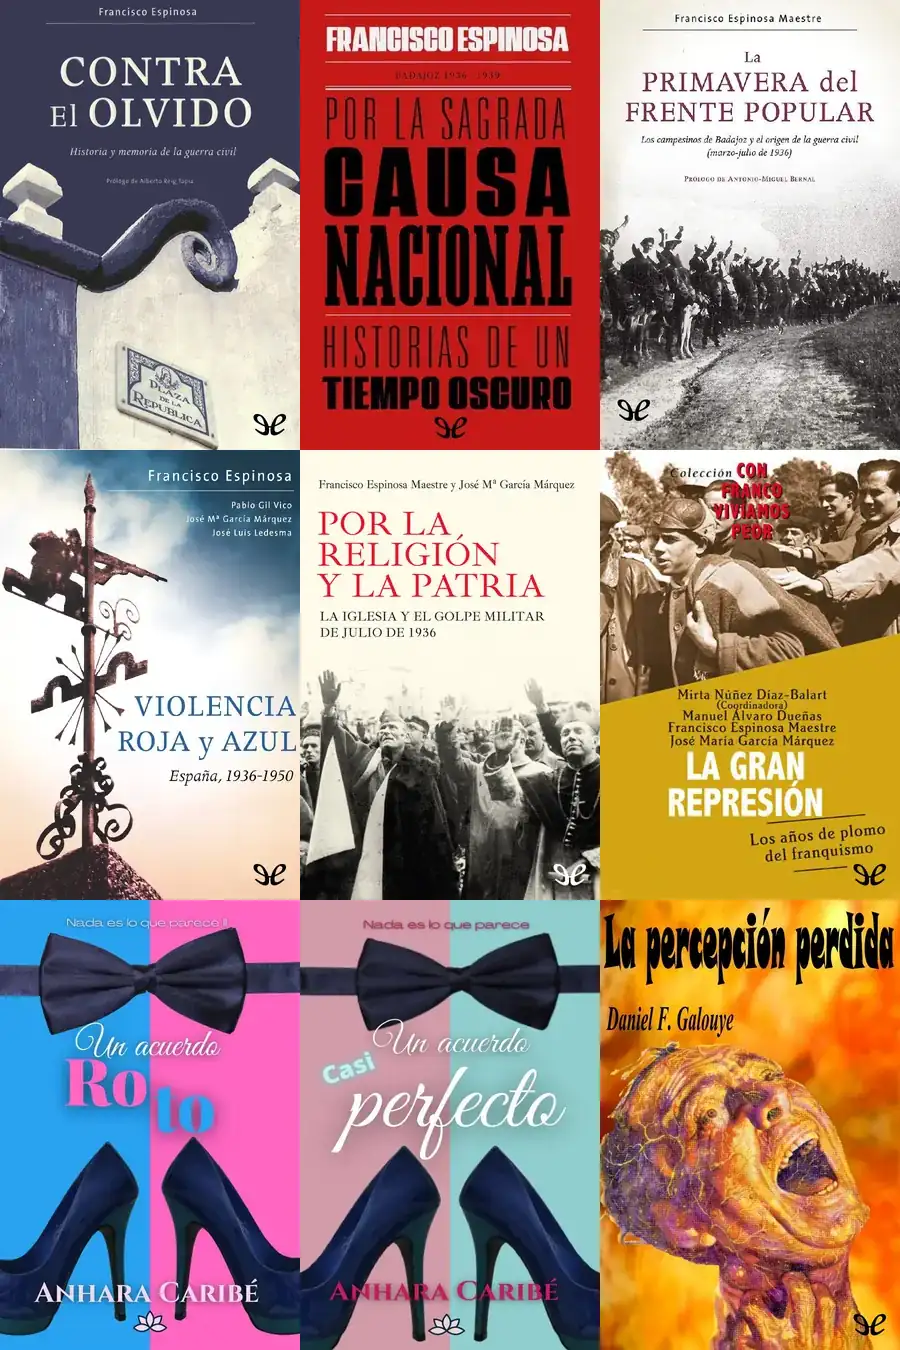 Francisco Espinosa
CONTRA
El OLVIDO
Historia y memoria de la guerra civil
Prólogo de Alberto Reig Tapia
PLAZA
DE LA
REPUBLICA
FRANCISCO ESPINOSA
BADAJOZ 1936 - 1939
POR LA SAGRADA
CAUSA
NACIONAL
HISTORIAS DE UN
TIEMPO OSCURO
Francisco Espinosa Maestre
La
PRIMAVERA del
FRENTE POPULAR
Los campesinos de Badajoz y el origen de la guerra civil
(marzo-julio de 1936)
PRÓLOGO DE ANTONIO-MIGUEL BERNAL
Francisco Espinosa
Pablo Gil Vico
José Mª García Márquez
José Luis Ledesma
VIOLENCIA
ROJA y AZUL
España, 1936-1950
Francisco Espinosa Maestre y José Mª García Márquez
POR LA
RELIGIÓN
Y LA PATRIA
LA IGLESIA Y EL GOLPE MILITAR
DE JULIO DE 1936
Colección CON
FRANCO
VIVÍAMOS
PEOR
Mirta Núñez Díaz-Balart
(Coordinadora)
Manuel Álvaro Dueñas
Francisco Espinosa Maestre
José María García Márquez
LA GRAN
REPRESIÓN
Los años de plomo
del franquismo
Nada es lo que parece II
Un acuerdo
Roto
ANHARA CARIBÉ
Nada es lo que parece
Un acuerdo
Casi
perfecto
ANHARA CARIBÉ
La percepción perdida
Daniel F. Galouye